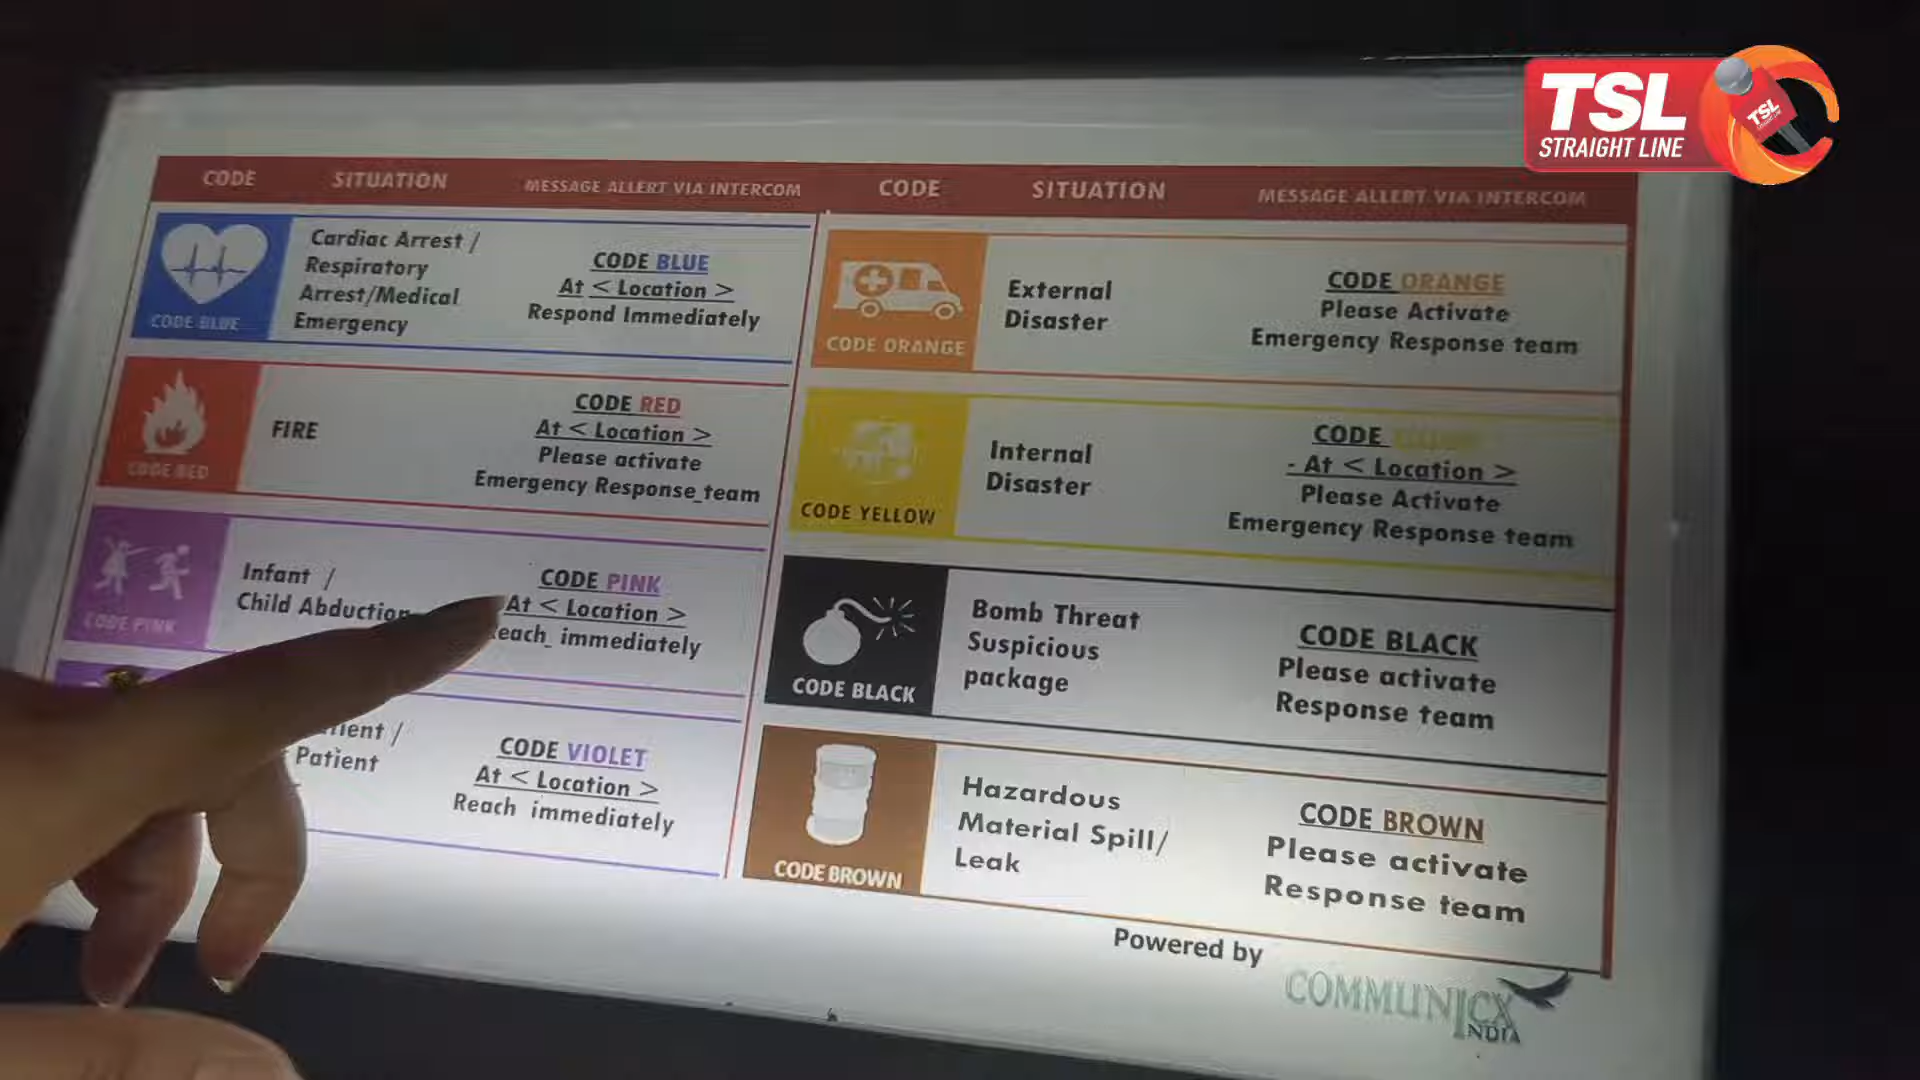 TSL
STRAIGHT LINE
TSL
CODE SITUATION MESSAGE ALLERT VIA INTERCOM
Cardiac Arrest /
Respiratory
Arrest/Medical
Emergency
CODE BLUE
CODE BLUE
At < Location >
Respond Immediately
CODE RED
FIRE
CODE RED
At < Location >
Please activate
Emergency Response team
CODE PINK
Infant /
Child Abduction
CODE PINK
At < Location >
Reach immediately
/
Patient
CODE VIOLET
At < Location >
Reach immediately
CODE SITUATION MESSAGE ALLERT VIA INTERCOM
CODE ORANGE
External
Disaster
CODE ORANGE
Please Activate
Emergency Response team
CODE YELLOW
Internal
Disaster
CODE
- At < Location >
Please Activate
Emergency Response team
CODE BLACK
Bomb Threat
Suspicious
package
CODE BLACK
Please activate
Response team
CODE BROWN
Hazardous
Material Spill/
Leak
CODE BROWN
Please activate
Response team
Powered by
COMMUNICX
INDIA